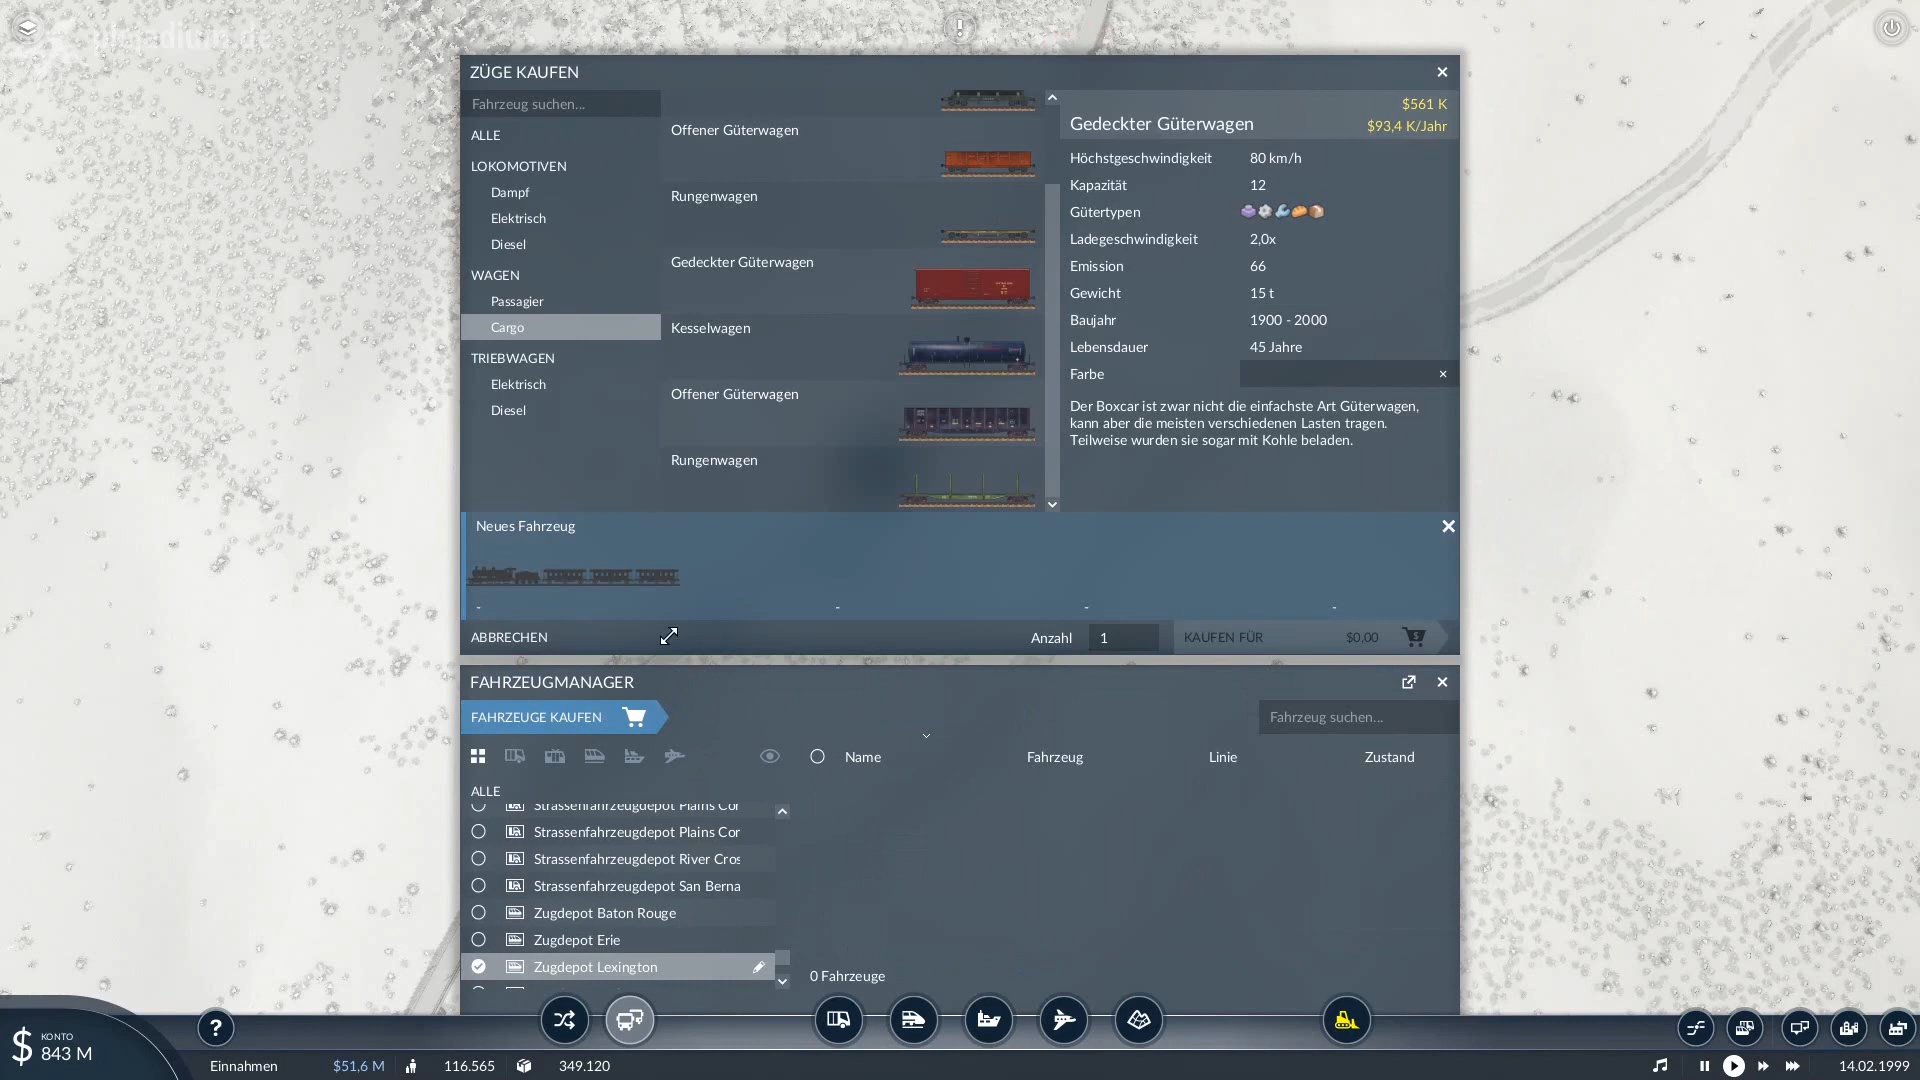 ZÜGE KAUFEN
Fahrzeug suchen...
ALLE
LOKOMOTIVEN
Dampf
Elektrisch
Diesel
WAGEN
Passagier
Cargo
TRIEBWAGEN
Elektrisch
Diesel
Offener Güterwagen
Rungenwagen
Gedeckter Güterwagen
Kesselwagen
Offener Güterwagen
Rungenwagen
$561 K
Gedeckter Güterwagen $93,4 K/Jahr
Höchstgeschwindigkeit 80 km/h
Kapazität 12
Gütertypen
Ladegeschwindigkeit 2,0x
Emission 66
Gewicht 15 t
Baujahr 1900 - 2000
Lebensdauer 45 Jahre
Farbe
Der Boxcar ist zwar nicht die einfachste Art Güterwagen,
kann aber die meisten verschiedenen Lasten tragen.
Teilweise wurden sie sogar mit Kohle beladen.
Neues Fahrzeug
- - - -
ABBRECHEN Anzahl 1 KAUFEN FÜR $0,00
FAHRZEUGMANAGER
FAHRZEUGE KAUFEN Fahrzeug suchen...
Name Fahrzeug Linie Zustand
ALLE
Strassenfahrzeugdepot Plains Cor
Strassenfahrzeugdepot Plains Cor
Strassenfahrzeugdepot River Cros
Strassenfahrzeugdepot San Berna
Zugdepot Baton Rouge
Zugdepot Erie
Zugdepot Lexington
0 Fahrzeuge
?
$ KONTO
843 M
Einnahmen $51,6 M 116.565 349.120 14.02.1999